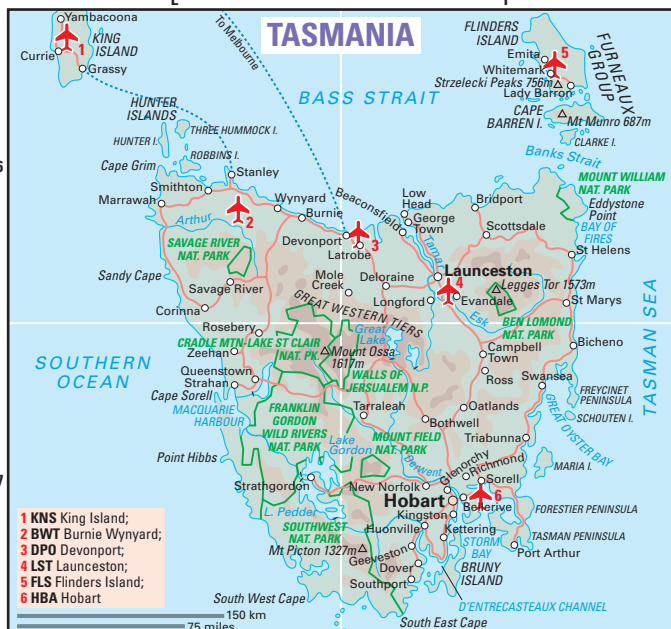 TASMANIA
To Melbourne
Yambacoona
KING
ISLAND
1
Currie
Grassy
FLINDERS
ISLAND
Emita
5
Whitemark
FURNEAUX
GROUP
Strzelecki Peaks 756m
Lady Barron
CAPE
BARREN I.
Mt Munro 687m
CLARKE I.
BASS STRAIT
Banks Strait
HUNTER
ISLANDS
THREE HUMMOCK I.
HUNTER I.
ROBBINS I.
Cape Grim
Stanley
Smithton
Marrawah
Arthur
2
Wynyard
Burnie
Beaconsfield
Low
Head
George
Town
Bridport
MOUNT WILLIAM
NAT. PARK
Eddystone
Point
BAY OF
FIRES
Scottsdale
Devonport
3
Latrobe
Tamar
St Helens
SAVAGE RIVER
NAT. PARK
Sandy Cape
Savage River
Mole
Creek
Deloraine
Launceston
4
Legges Tor 1573m
Longford
Evandale
St Marys
Corinna
GREAT WESTERN TIERS
Esk
BEN LOMOND
NAT. PARK
TASMAN SEA
Rosebery
Great
Lake
CRADLE MTN-LAKE ST CLAIR
NAT. PK.
Zeehan
Mount Ossa
1617m
Campbell
Town
Bicheno
SOUTHERN
OCEAN
WALLS OF
JERSUALEM N.P.
Queenstown
Strahan
Ross
Swansea
Cape Sorell
FREYCINET
PENINSULA
MACQUARIE
HARBOUR
FRANKLIN
GORDON
WILD RIVERS
NAT. PARK
Tarraleah
Oatlands
Bothwell
SCHOUTEN I.
GREAT OYSTER BAY
Triabunna
Lake
Gordon
MOUNT FIELD
NAT. PARK
Point Hibbs
Derwent
Glenorchy
Richmond
MARIA I.
Strathgordon
New Norfolk
Sorell
Hobart
6
Bellerive
FORESTIER PENINSULA
L. Pedder
Kingston
Huonville
Kettering
TASMAN PENINSULA
SOUTHWEST
NAT. PARK
Mt Picton 1327m
STORM
BAY
Geeveston
Port Arthur
Dover
BRUNY
ISLAND
Southport
D'ENTRECASTEAUX CHANNEL
South West Cape
South East Cape
1 KNS King Island;
2 BWT Burnie Wynyard;
3 DPO Devonport;
4 LST Launceston;
5 FLS Flinders Island;
6 HBA Hobart
150 km
75 miles